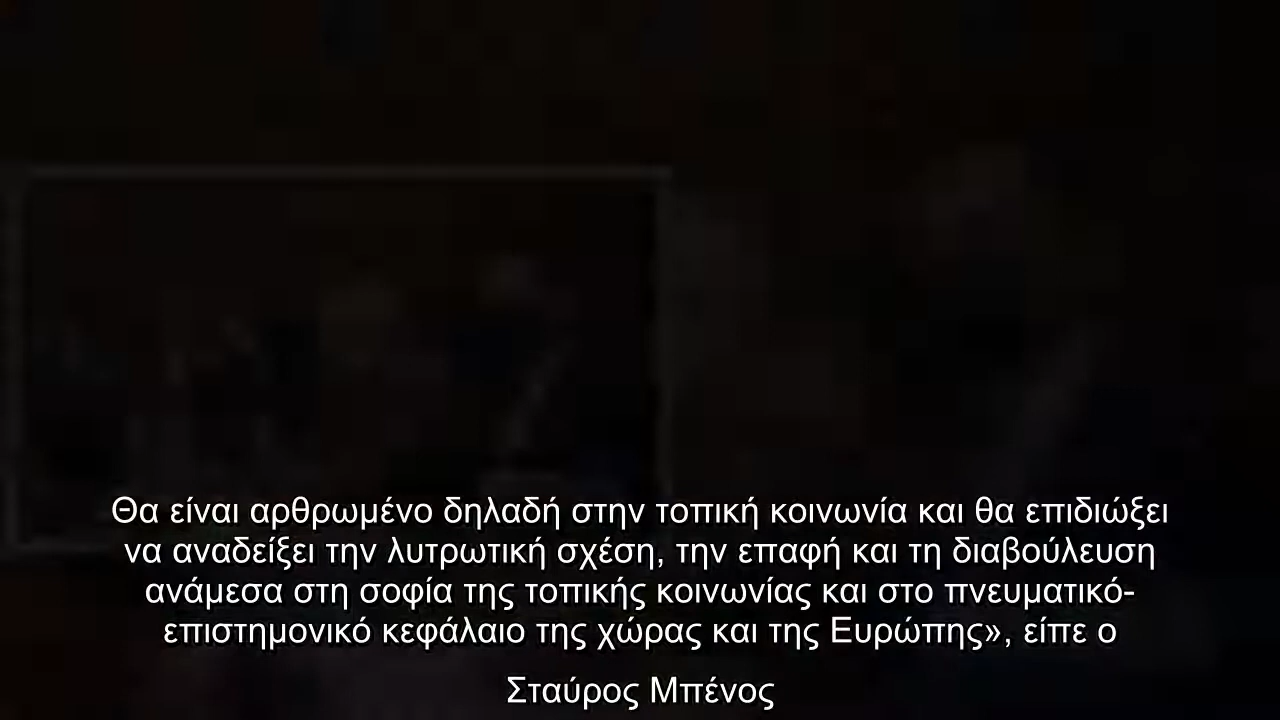 Θα είναι αρθρωμένο δηλαδή στην τοπική κοινωνία και θα επιδιώξει
να αναδείξει την λυτρωτική σχέση, την επαφή και τη διαβούλευση
ανάμεσα στη σοφία της τοπικής κοινωνίας και στο πνευματικό-
επιστημονικό κεφάλαιο της χώρας και της Ευρώπης», είπε ο
Σταύρος Μπένος